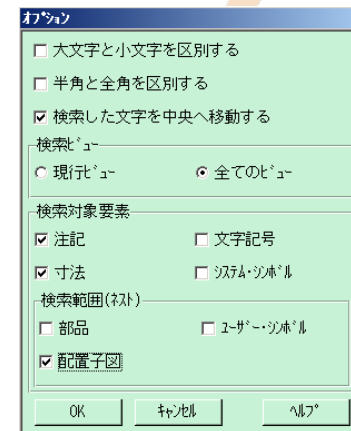 ｵﾌﾟｼｮﾝ
大文字と小文字を区別する
半角と全角を区別する
検索した文字を中央へ移動する
検索ﾋﾞｭｰ
現行ﾋﾞｭｰ 全てのﾋﾞｭｰ
検索対象要素
注記 文字記号
寸法 ｼｽﾃﾑ・ｼﾝﾎﾞﾙ
検索範囲(ﾈｽﾄ)
部品 ﾕｰｻﾞｰ・ｼﾝﾎﾞﾙ
配置子図
OK ｷｬﾝｾﾙ ﾍﾙﾌﾟ